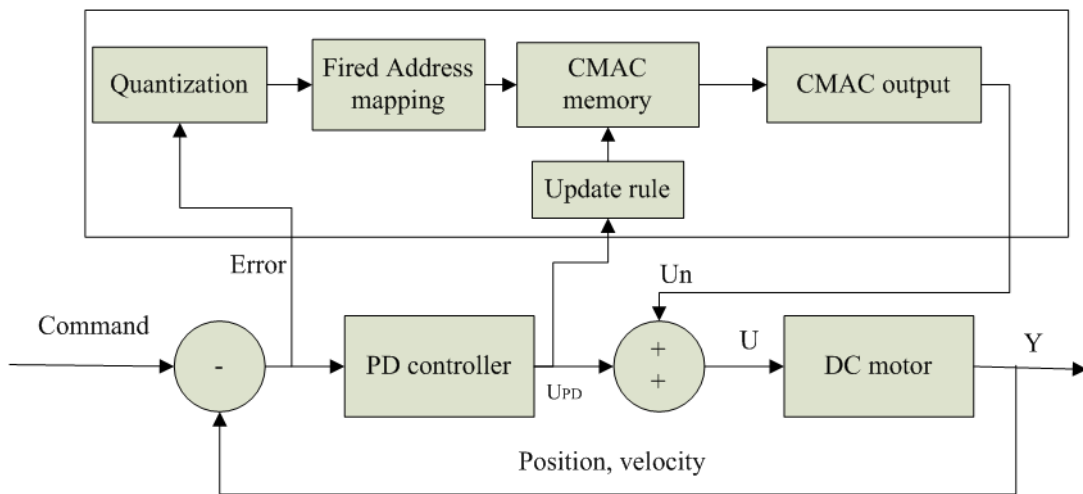 Quantization
Fired Address
mapping
CMAC
memory
CMAC output
Update rule
Error
Un
Command
-
PD controller
UPD
+
+
U
DC motor
Y
Position, velocity